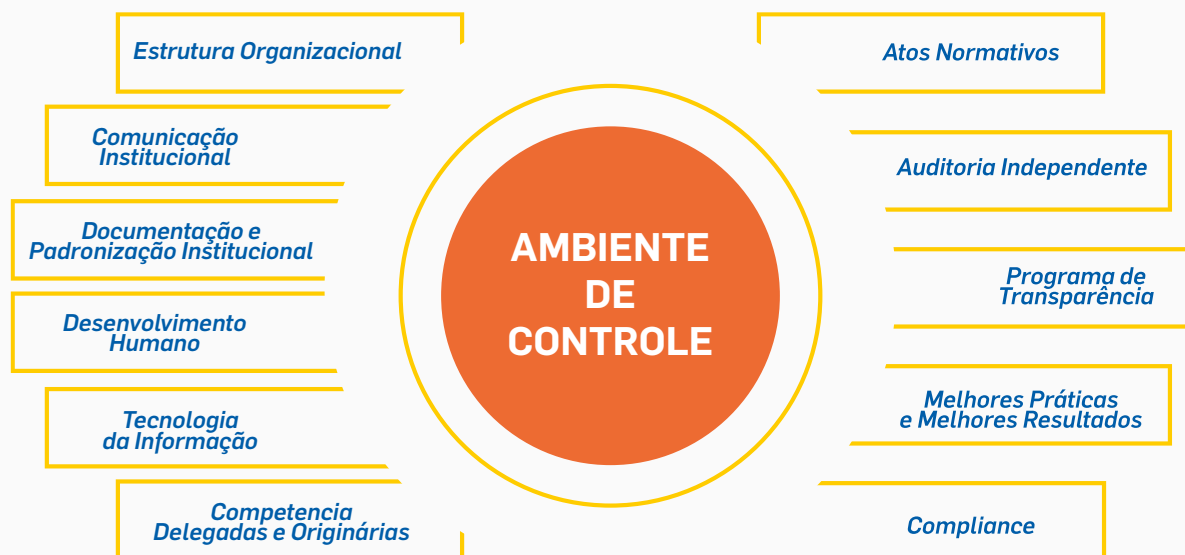 Estrutura Organizacional
Comunicação
Institucional
Documentação e
Padronização Institucional
Desenvolvimento
Humano
Tecnologia
da Informação
Competencia
Delegadas e Originárias
AMBIENTE
DE
CONTROLE
Atos Normativos
Auditoria Independente
Programa de
Transparência
Melhores Práticas
e Melhores Resultados
Compliance